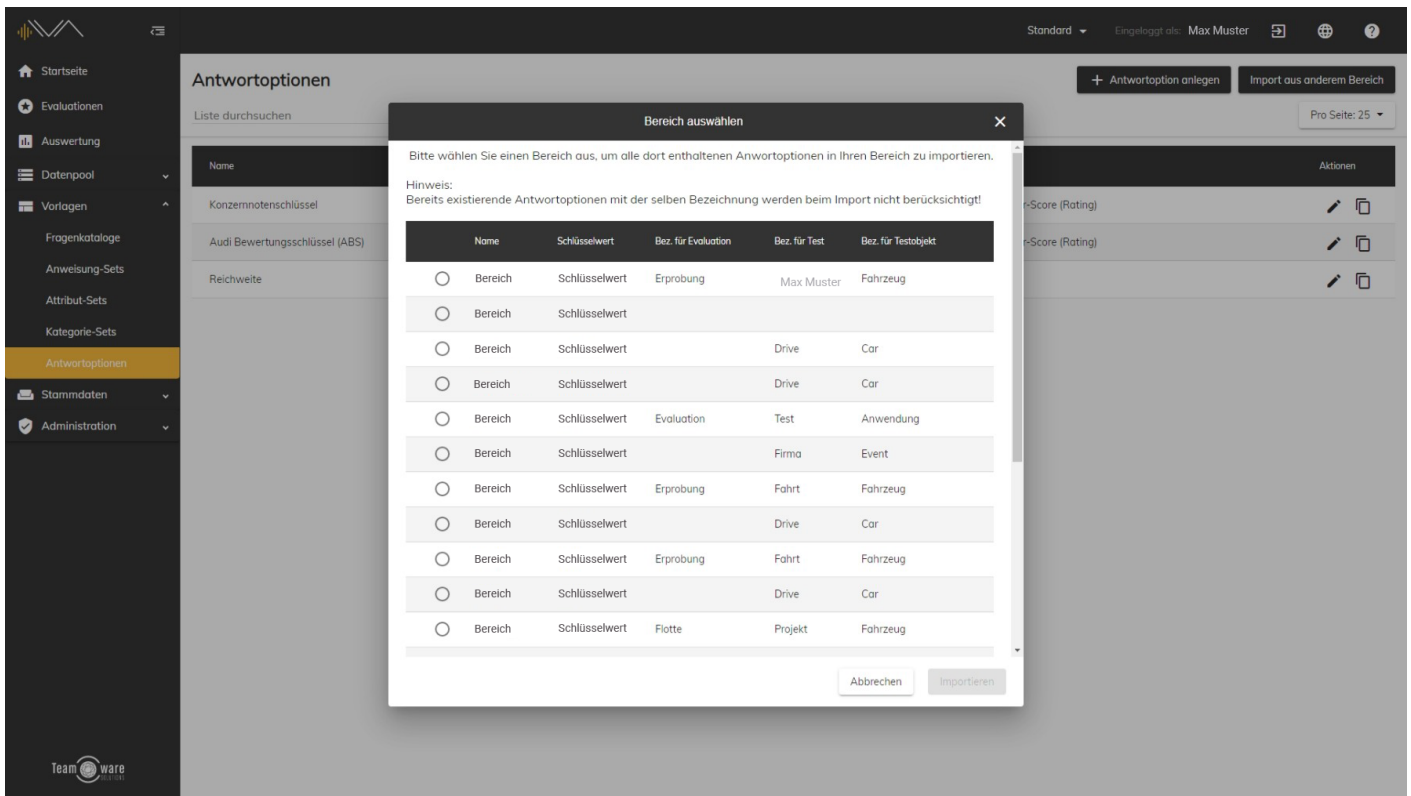 Standard Eingeloggt als: Max Muster
Startseite
Evaluationen
Auswertung
Datenpool
Vorlagen
Fragenkataloge
Anweisung-Sets
Attribut-Sets
Kategorie-Sets
Antwortoptionen
Stammdaten
Administration
Team ware
SOLUTIONS
Antwortoptionen
+ Antwortoption anlegen Import aus anderem Bereich
Liste durchsuchen Pro Seite: 25
Name Aktionen
Konzernnotenschlüssel r-Score (Rating)
Audi Bewertungsschlüssel (ABS) r-Score (Rating)
Reichweite
Bereich auswählen
Bitte wählen Sie einen Bereich aus, um alle dort enthaltenen Anwortoptionen in Ihren Bereich zu importieren.
Hinweis:
Bereits existierende Antwortoptionen mit der selben Bezeichnung werden beim Import nicht berücksichtigt!
Name Schlüsselwert Bez. für Evaluation Bez. für Test Bez. für Testobjekt
Bereich Schlüsselwert Erprobung Max Muster Fahrzeug
Bereich Schlüsselwert
Bereich Schlüsselwert Drive Car
Bereich Schlüsselwert Drive Car
Bereich Schlüsselwert Evaluation Test Anwendung
Bereich Schlüsselwert Firma Event
Bereich Schlüsselwert Erprobung Fahrt Fahrzeug
Bereich Schlüsselwert Drive Car
Bereich Schlüsselwert Erprobung Fahrt Fahrzeug
Bereich Schlüsselwert Drive Car
Bereich Schlüsselwert Flotte Projekt Fahrzeug
Abbrechen Importieren